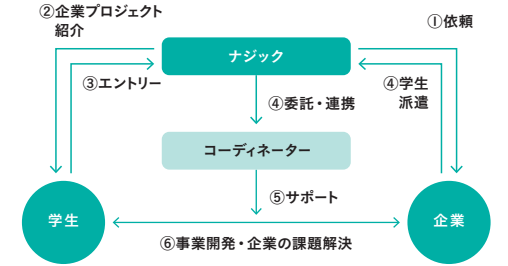 ②企業プロジェクト
紹介
①依頼
ナジック
③エントリー
④学生
派遣
④委託・連携
コーディネーター
⑤サポート
学生
企業
⑥事業開発・企業の課題解決